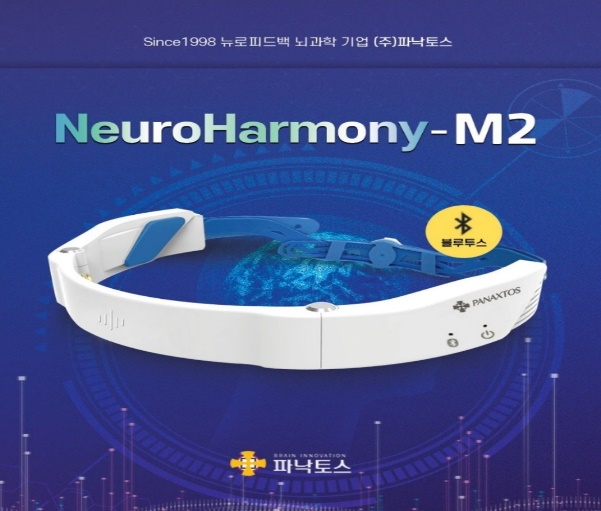 Since1998 뉴로피드백 뇌과학 기업 (주)파낙토스
NeuroHarmony-M2
블루투스
PANAXTOS
BRAIN INNOVATION
파낙토스